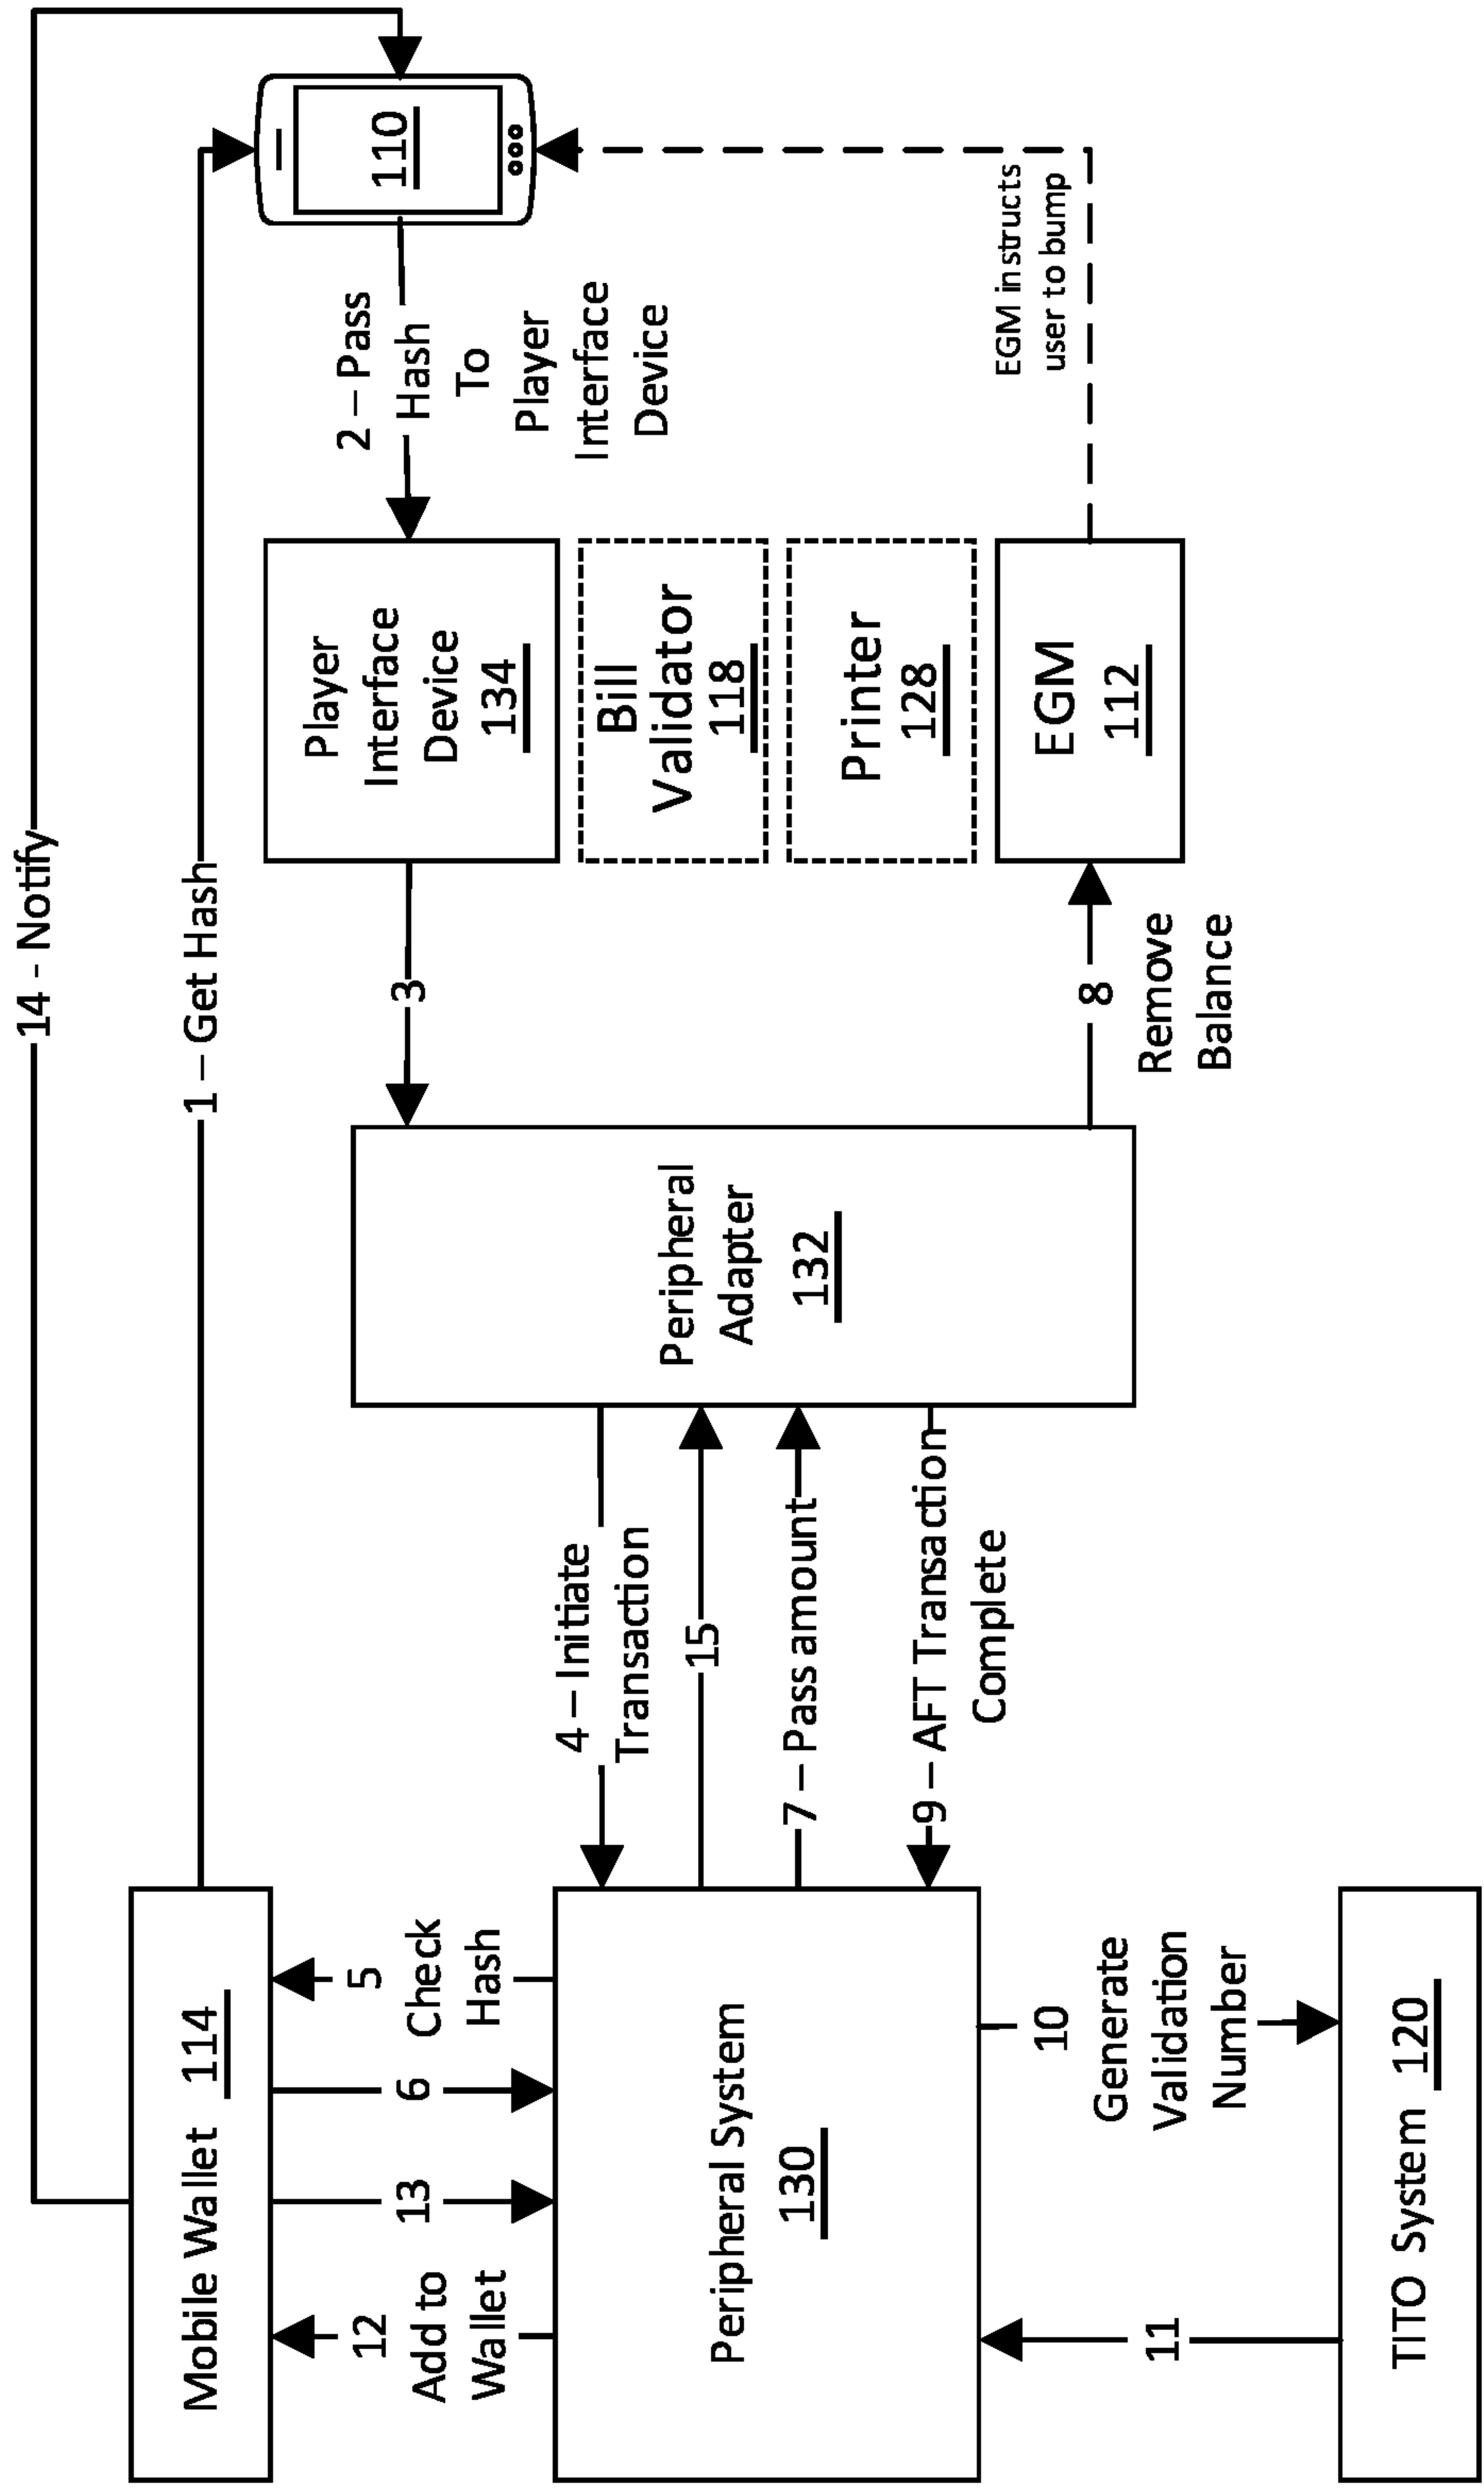 14 - Notify
1 – Get Hash
Mobile Wallet 114
12
Add to
Wallet
13
6
5
Check
Hash
Peripheral System
130
4 – Initiate
Transaction
15
7 – Pass amount
9 – AFT Transaction
Complete
10
Generate
Validation
Number
11
TITO System 120
Peripheral
Adapter
132
3
8
Remove
Balance
Player
Interface
Device
134
Bill
Validator
118
Printer
128
EGM
112
2 – Pass
Hash
To
Player
Interface
Device
110
EGM instructs
user to bump